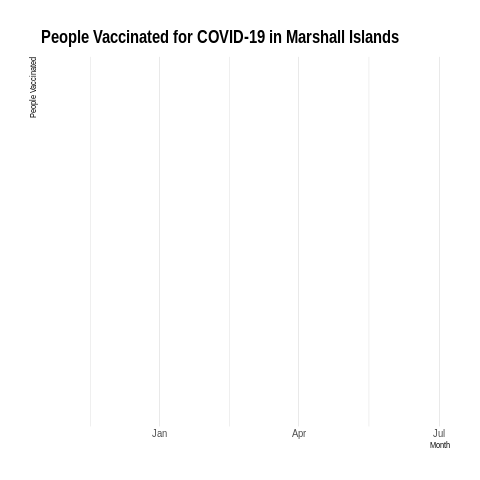 People Vaccinated for COVID-19 in Marshall Islands
People Vaccinated
Jan Apr Jul
Month